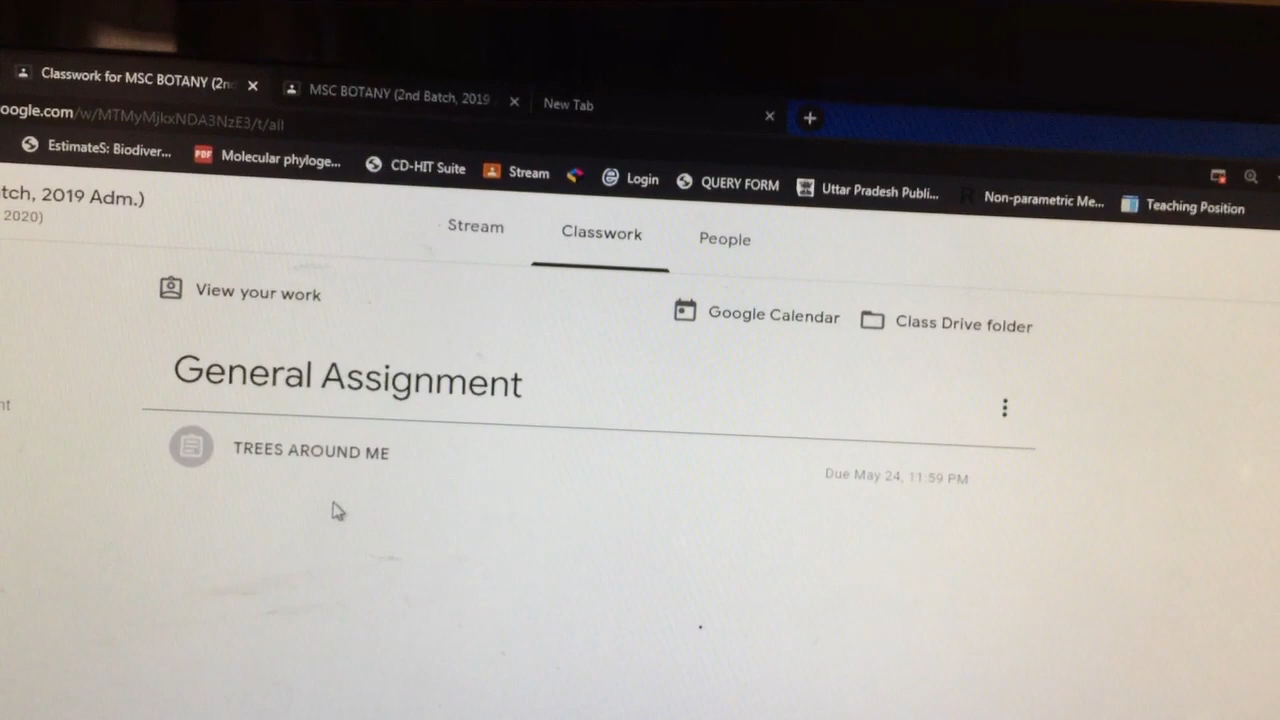 Classwork for MSC BOTANY (2n
MSC BOTANY (2nd Batch, 2019
New Tab
oogle.com/w/MTMyMjkxNDA3NzE3/t/all
EstimateS: Biodiver...
Molecular phyloge...
CD-HIT Suite
Stream
Login
QUERY FORM
Uttar Pradesh Publi...
Non-parametric Me...
Teaching Position
tch, 2019 Adm.)
2020)
Stream
Classwork
People
View your work
Google Calendar
Class Drive folder
General Assignment
nt
TREES AROUND ME
Due May 24, 11:59 PM